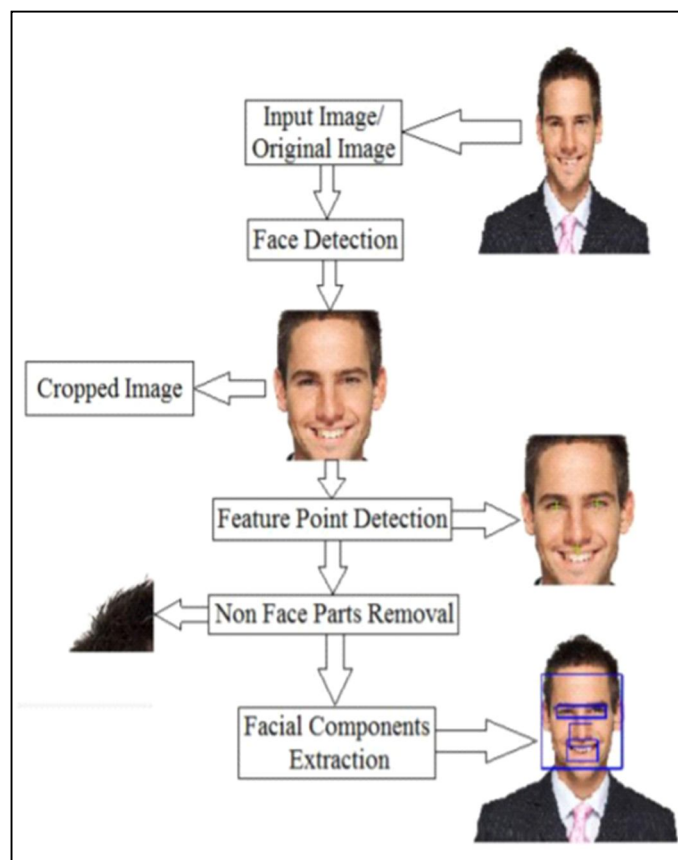 Input Image/
Original Image
Face Detection
Cropped Image
Feature Point Detection
Non Face Parts Removal
Facial Components
Extraction